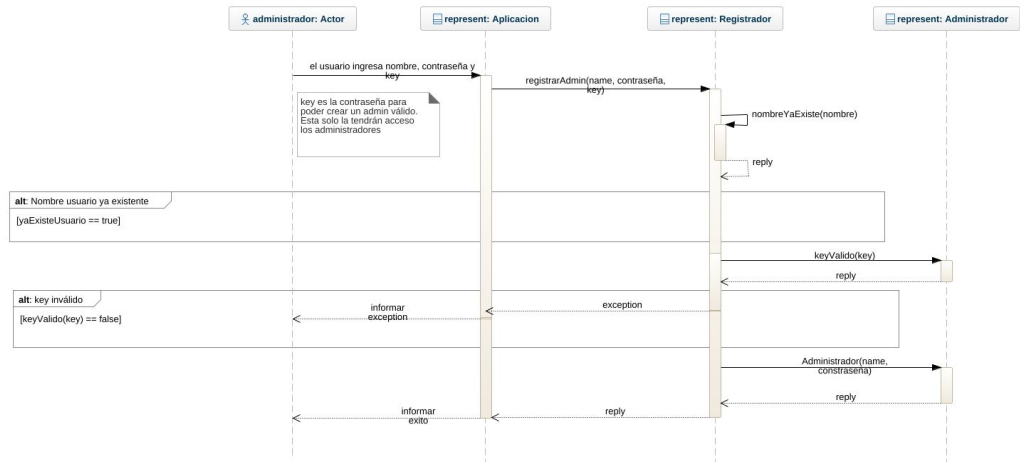 administrador: Actor
represent: Aplicacion
represent: Registrador
represent: Administrador
el usuario ingresa nombre, contraseña y
key
registrarAdmin(name, contraseña,
key)
key es la contraseña para
poder crear un admin válido.
Esta solo la tendrán acceso
los administradores
nombreYaExiste(nombre)
reply
alt: Nombre usuario ya existente
[yaExisteUsuario == true]
keyValido(key)
reply
alt: key inválido
[keyValido(key) == false]
informar
exception
exception
Administrador(name,
constraseña)
reply
informar
exito
reply